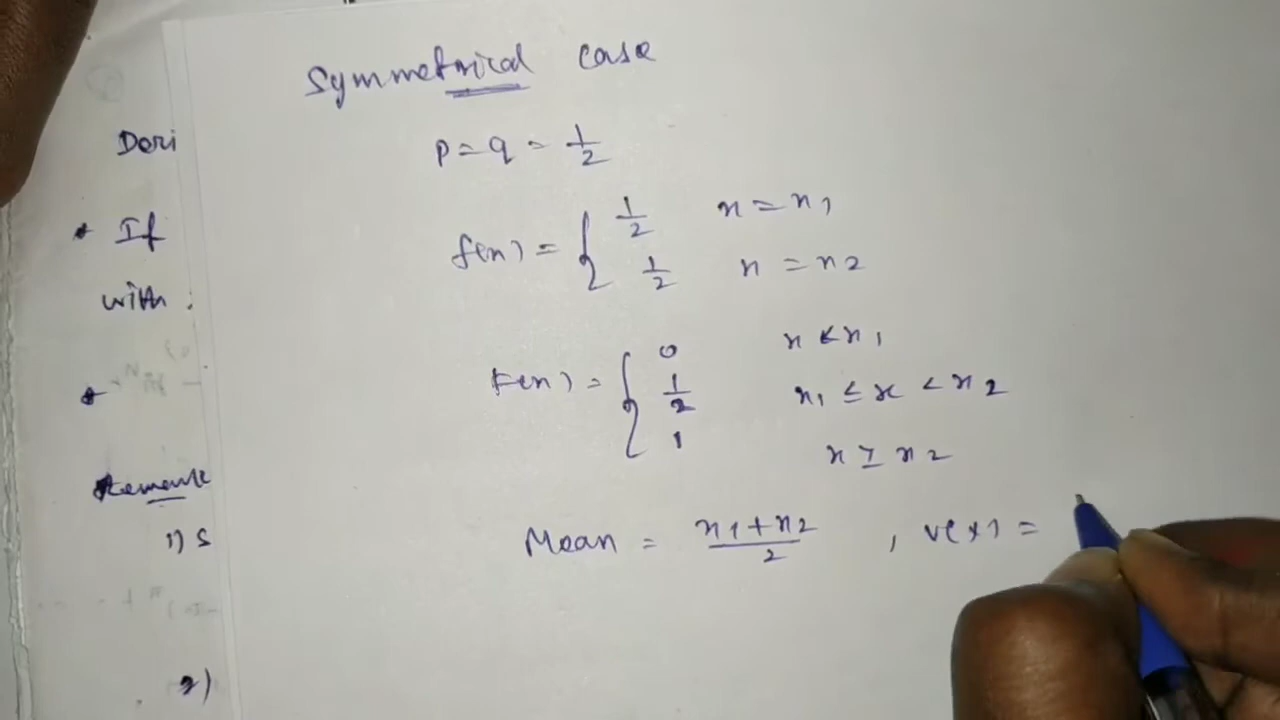 Symmetrical case
p = q = 1/2
f(x) = { 1/2 x = x1
1/2 x = x2
F(x) = { 0 x < x1
1/2 x1 ≤ x < x2
1 x ≥ x2
Mean = x1 + x2 / 2 , V(x) =
Deri
* If
with :
*
Remark
1) S
2)